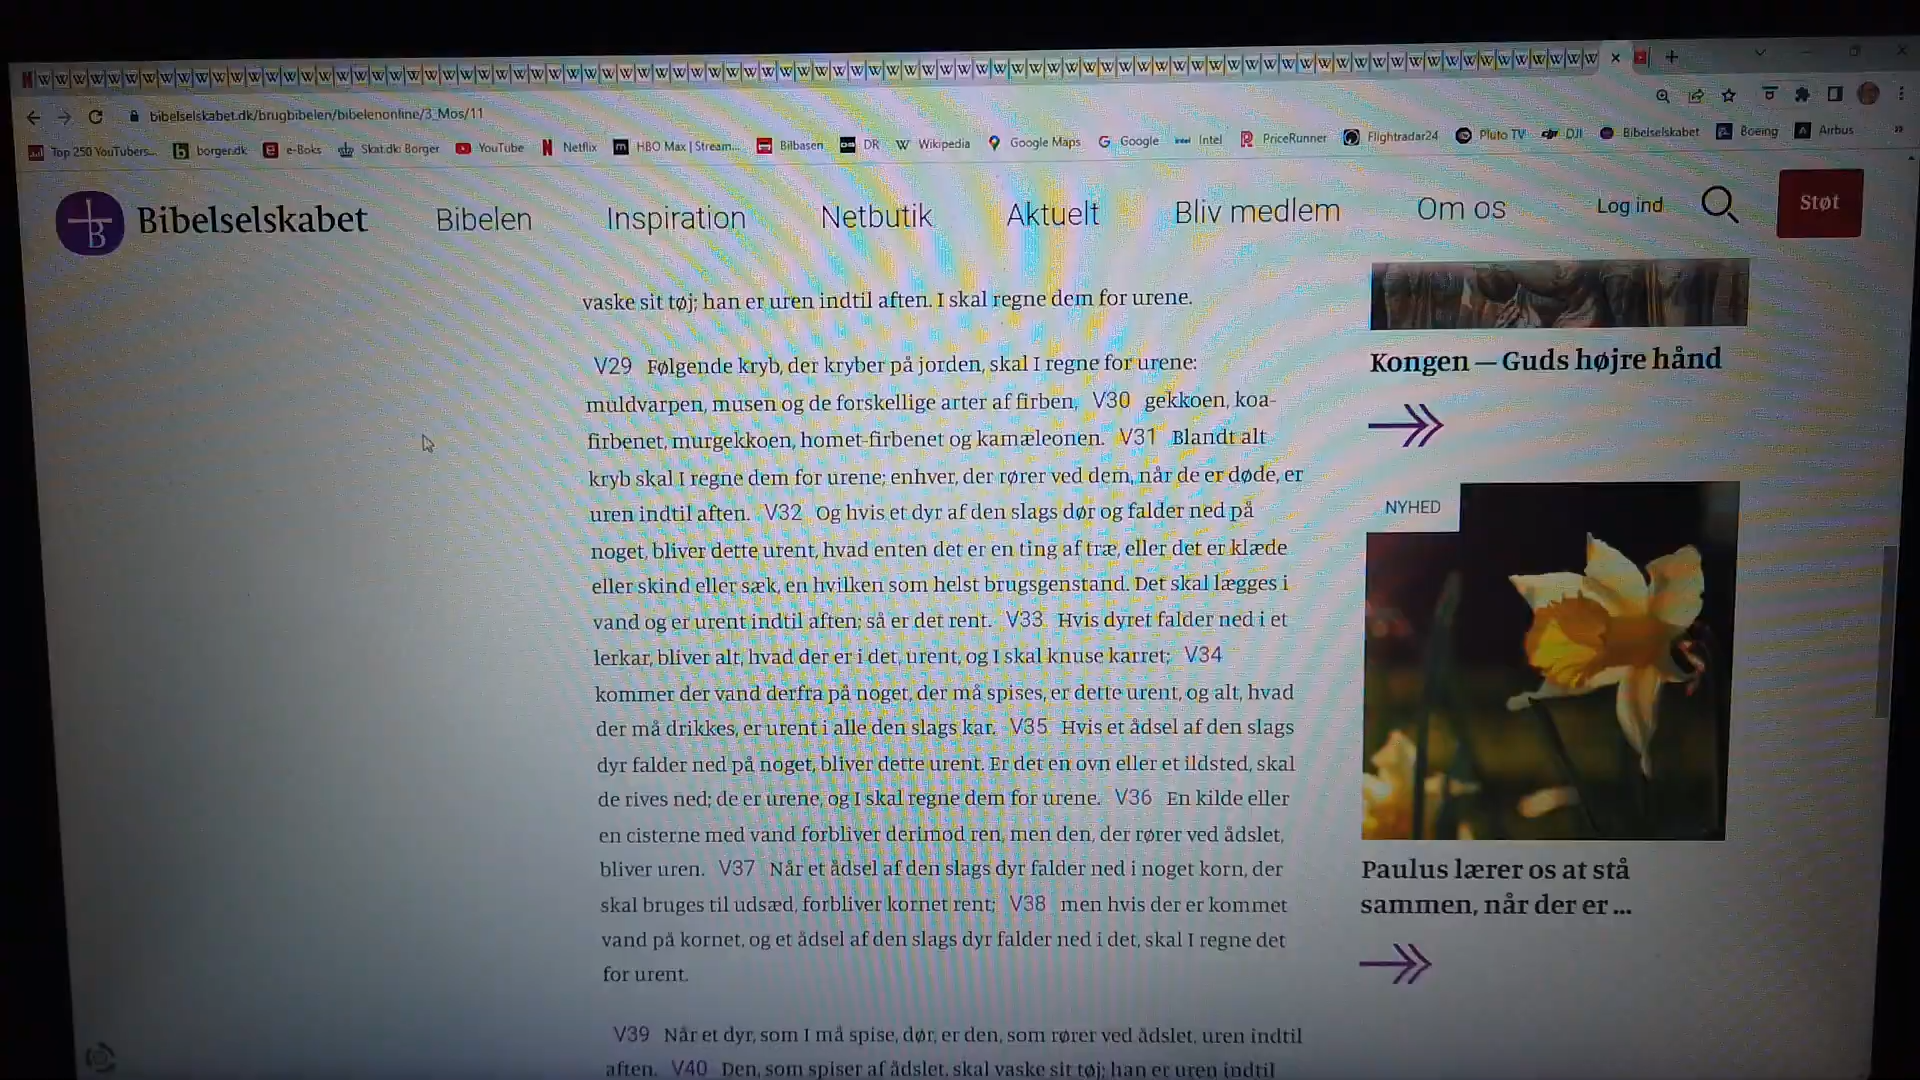 bibelselskabet.dk/brugbibelen/bibelenonline/3_Mos/11
Top 250 YouTubers... borger.dk e-Boks Skat.dk: Borger YouTube Netflix HBO Max | Stream... Bilbasen DR Wikipedia Google Maps Google Intel PriceRunner Flightradar24 Pluto TV DJI Bibelselskabet Boeing Airbus »
Bibelselskabet Bibelen Inspiration Netbutik Aktuelt Bliv medlem Om os Log ind Støt
vaske sit tøj; han er uren indtil aften. I skal regne dem for urene.
V29 Følgende kryb, der kryber på jorden, skal I regne for urene:
muldvarpen, musen og de forskellige arter af firben, V30 gekkoen, koa-
firbenet, murgekkoen, homet-firbenet og kamæleonen. V31 Blandt alt
kryb skal I regne dem for urene; enhver, der rører ved dem, når de er døde, er
uren indtil aften. V32 Og hvis et dyr af den slags dør og falder ned på
noget, bliver dette urent, hvad enten det er en ting af træ, eller det er klæde
eller skind eller sæk, en hvilken som helst brugsgenstand. Det skal lægges i
vand og er urent indtil aften; så er det rent. V33 Hvis dyret falder ned i et
lerkar, bliver alt, hvad der er i det, urent, og I skal knuse karret; V34
kommer der vand derfra på noget, der må spises, er dette urent, og alt, hvad
der må drikkes, er urent i alle den slags kar. V35 Hvis et ådsel af den slags
dyr falder ned på noget, bliver dette urent. Er det en ovn eller et ildsted, skal
de rives ned; de er urene, og I skal regne dem for urene. V36 En kilde eller
en cisterne med vand forbliver derimod ren, men den, der rører ved ådslet,
bliver uren. V37 Når et ådsel af den slags dyr falder ned i noget korn, der
skal bruges til udsæd, forbliver kornet rent; V38 men hvis der er kommet
vand på kornet, og et ådsel af den slags dyr falder ned i det, skal I regne det
for urent.
V39 Når et dyr, som I må spise, dør, er den, som rører ved ådslet, uren indtil
aften. V40 Den, som spiser af ådslet, skal vaske sit tøj; han er uren indtil
Kongen — Guds højre hånd
NYHED
Paulus lærer os at stå
sammen, når der er ...